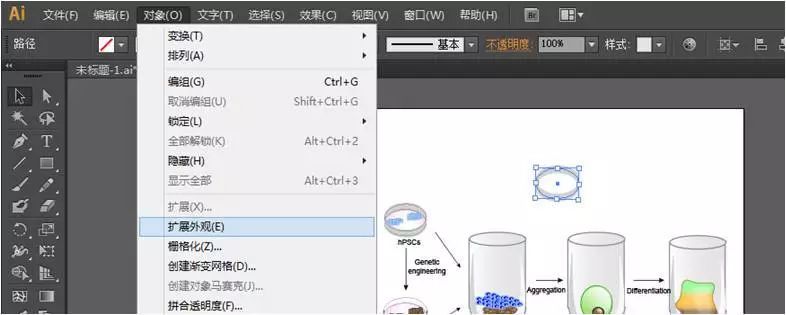 Ai 文件(F) 编辑(E) 对象(O) 文字(T) 选择(S) 效果(C) 视图(V) 窗口(W) 帮助(H) Br
路径 基本 不透明度: 100% 样式:
未标题-1.ai*
变换(T)
排列(A)
编组(G) Ctrl+G
取消编组(U) Shift+Ctrl+G
锁定(L)
全部解锁(K) Alt+Ctrl+2
隐藏(H)
显示全部 Alt+Ctrl+3
扩展(X)...
扩展外观(E)
栅格化(Z)...
创建渐变网格(D)...
创建对象马赛克(J)...
拼合透明度(F)...
T
hPSCs
Genetic
engineering
Aggregation
Differentiation